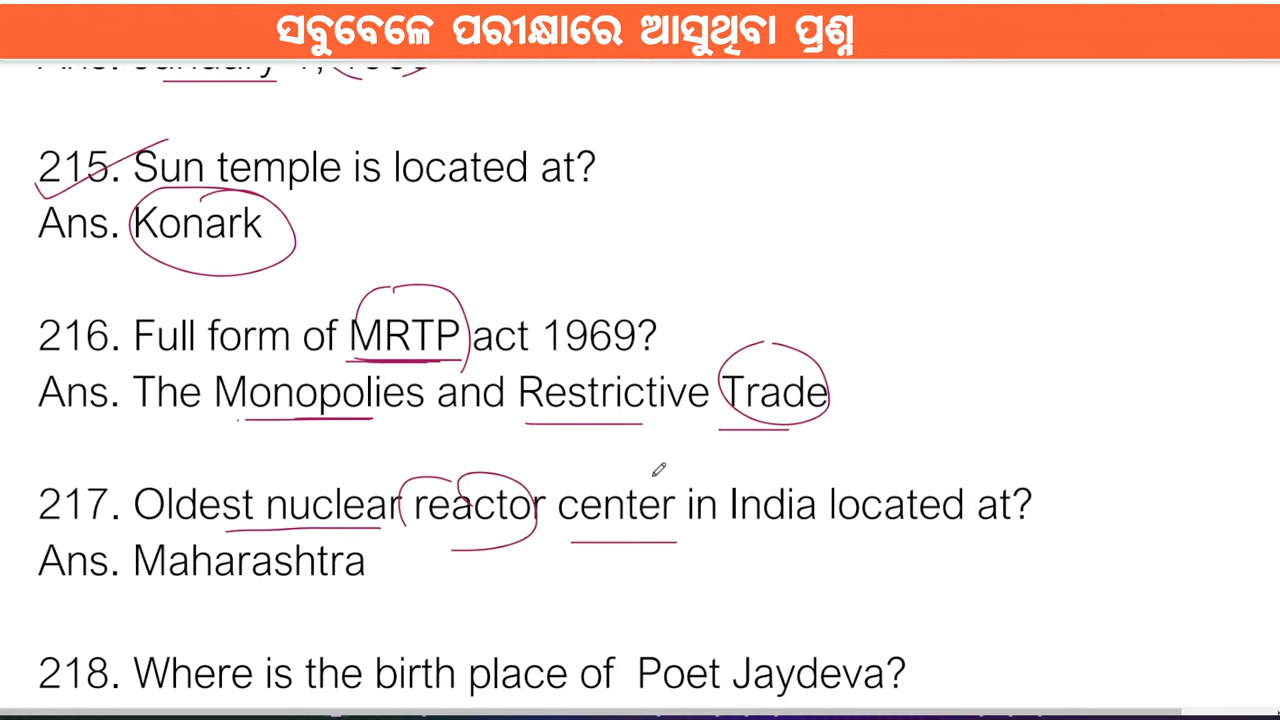 ସବୁବେଳେ ପରୀକ୍ଷାରେ ଆସୁଥିବା ପ୍ରଶ୍ନ
215. Sun temple is located at?
Ans. Konark
216. Full form of MRTP act 1969?
Ans. The Monopolies and Restrictive Trade
217. Oldest nuclear reactor center in India located at?
Ans. Maharashtra
218. Where is the birth place of Poet Jaydeva?